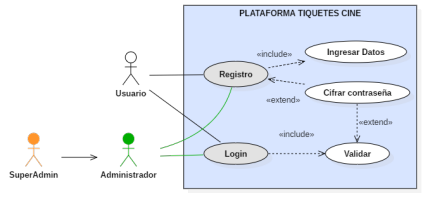 PLATAFORMA TIQUETES CINE
«include»
Ingresar Datos
Registro
Usuario
Cifrar contraseña
«extend»
«extend»
«include»
Login
Validar
SuperAdmin
Administrador